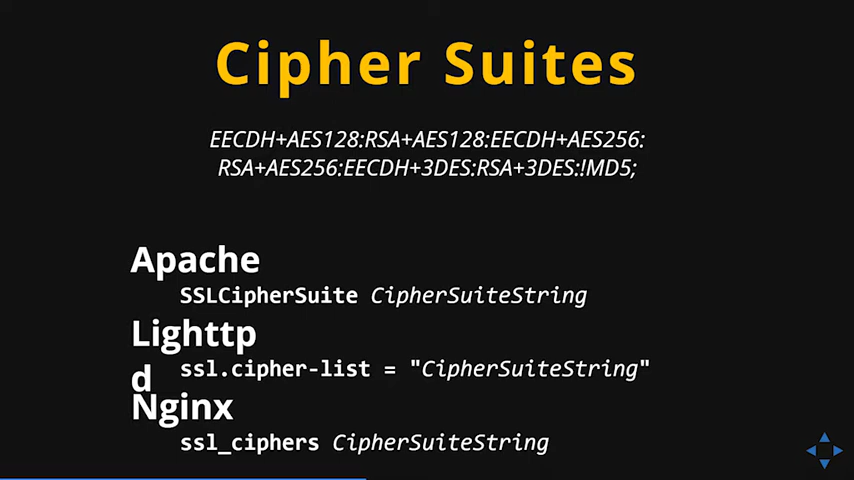 Cipher Suites
EECDH+AES128:RSA+AES128:EECDH+AES256:
RSA+AES256:EECDH+3DES:RSA+3DES:!MD5;
Apache
SSLCipherSuite CipherSuiteString
Lighttp
d
ssl.cipher-list = "CipherSuiteString"
Nginx
ssl_ciphers CipherSuiteString